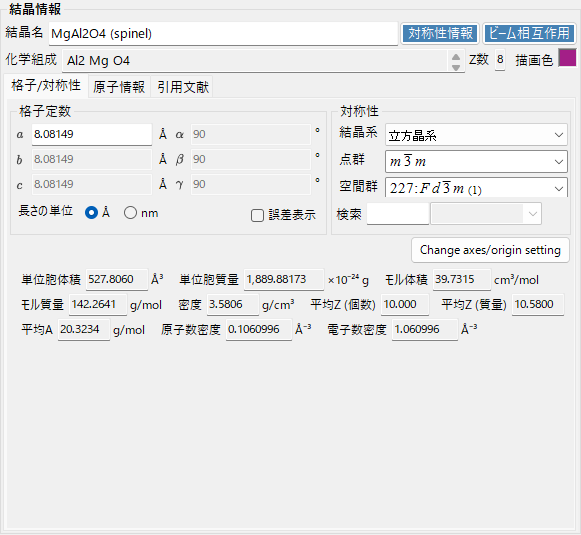 結晶情報
結晶名 MgAl2O4 (spinel) 対称性情報 ビーム相互作用
化学組成 Al2 Mg O4 Z数 8 描画色
格子/対称性 原子情報 引用文献
格子定数 対称性
a 8.08149 Å α 90 ° 結晶系 立方晶系
b 8.08149 Å β 90 ° 点群 m 3̅ m
c 8.08149 Å γ 90 ° 空間群 227: F d 3̅ m (1)
長さの単位 Å nm 誤差表示 検索
Change axes/origin setting
単位胞体積 527.8060 Å³ 単位胞質量 1,889.88173 ×10⁻²⁴ g モル体積 39.7315 cm³/mol
モル質量 142.2641 g/mol 密度 3.5806 g/cm³ 平均Z (個数) 10.000 平均Z (質量) 10.5800
平均A 20.3234 g/mol 原子数密度 0.1060996 Å⁻³ 電子数密度 1.060996 Å⁻³